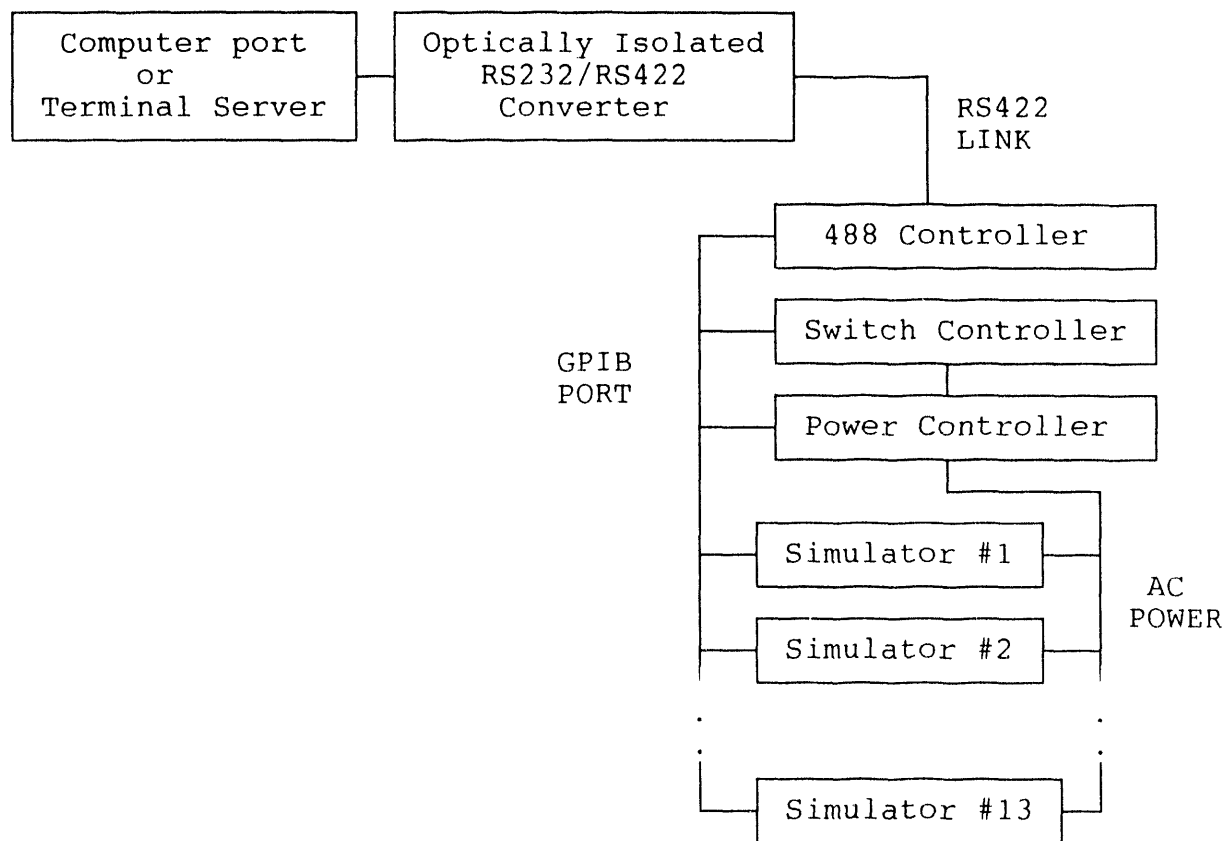 Computer port
or
Terminal Server
Optically Isolated
RS232/RS422
Converter
RS422
LINK
488 Controller
Switch Controller
GPIB
PORT
Power Controller
Simulator #1
AC
POWER
Simulator #2
Simulator #13